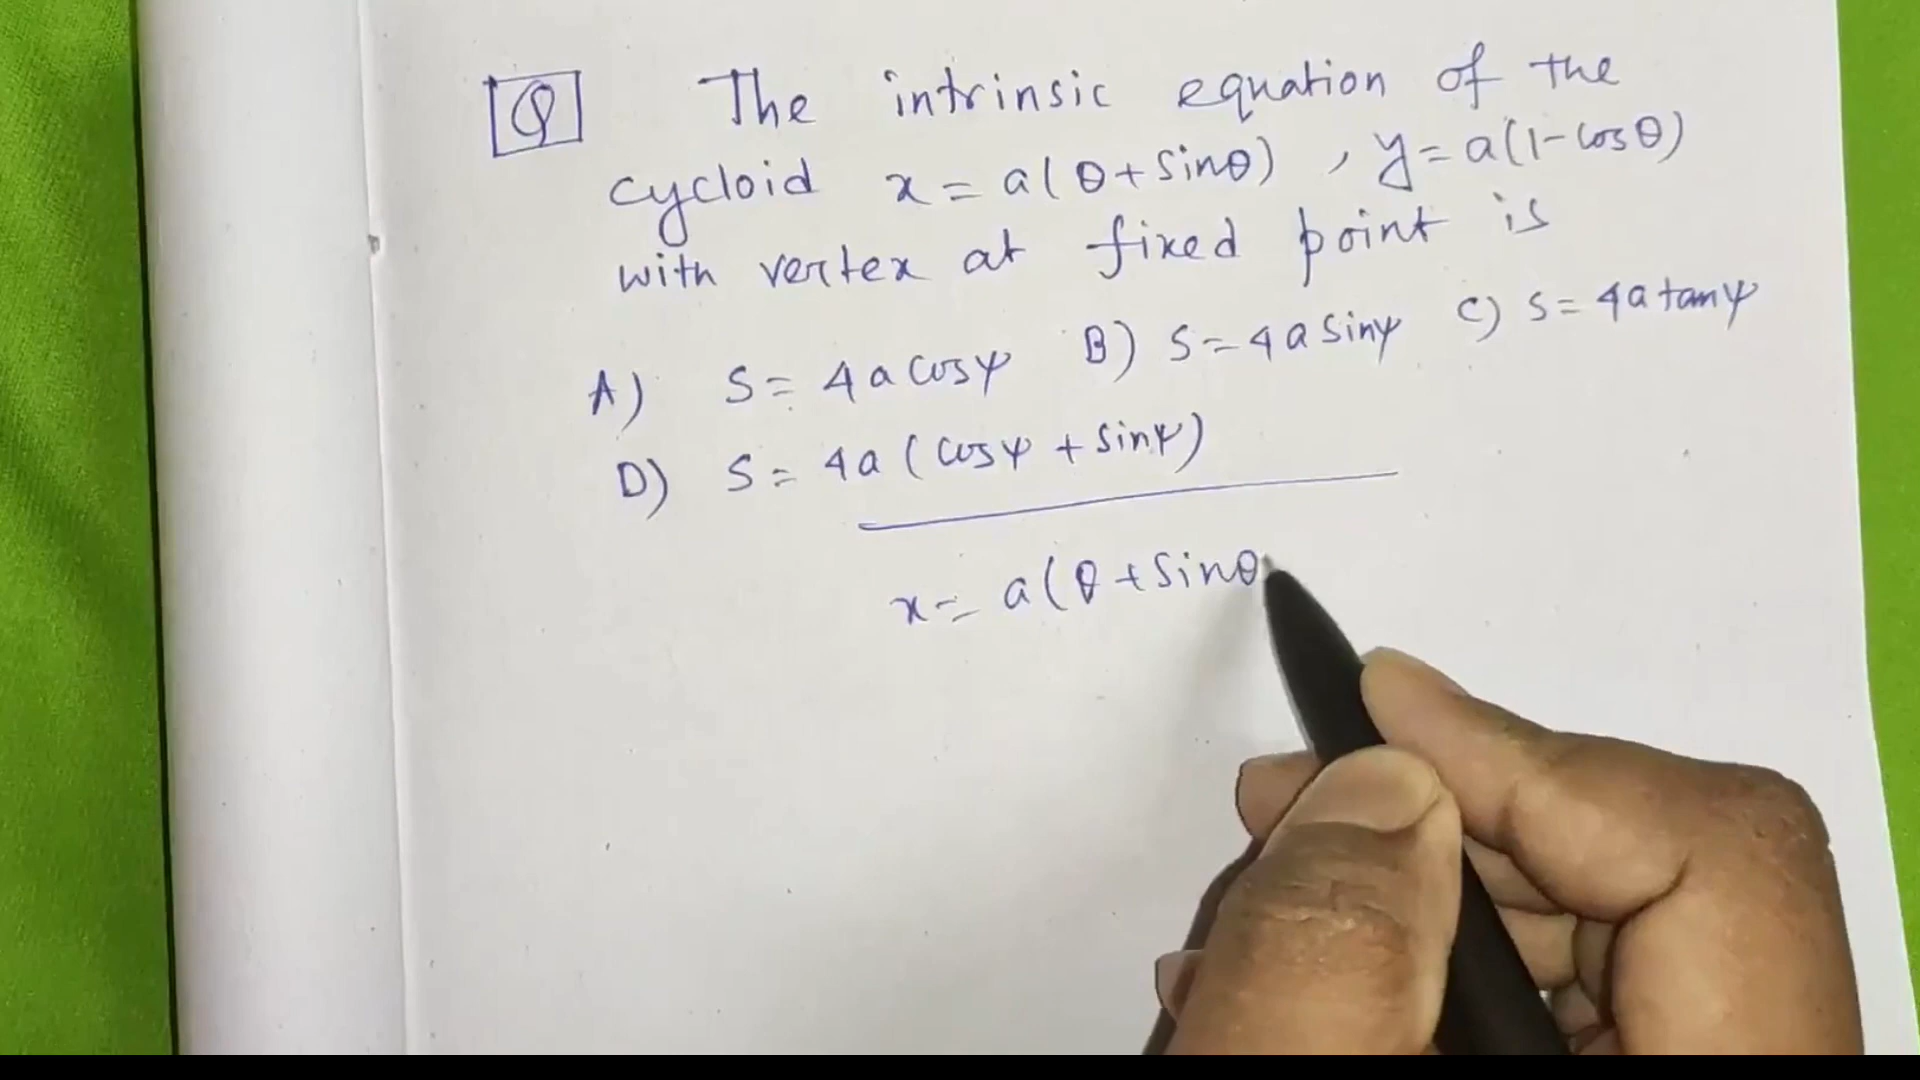 Q The intrinsic equation of the
cycloid x = a(θ + sinθ) , y = a(1 - cosθ)
with vertex at fixed point is
A) S = 4a cosψ B) S = 4a sinψ C) S = 4a tanψ
D) S = 4a (cosψ + sinψ)
x = a(θ + sinθ